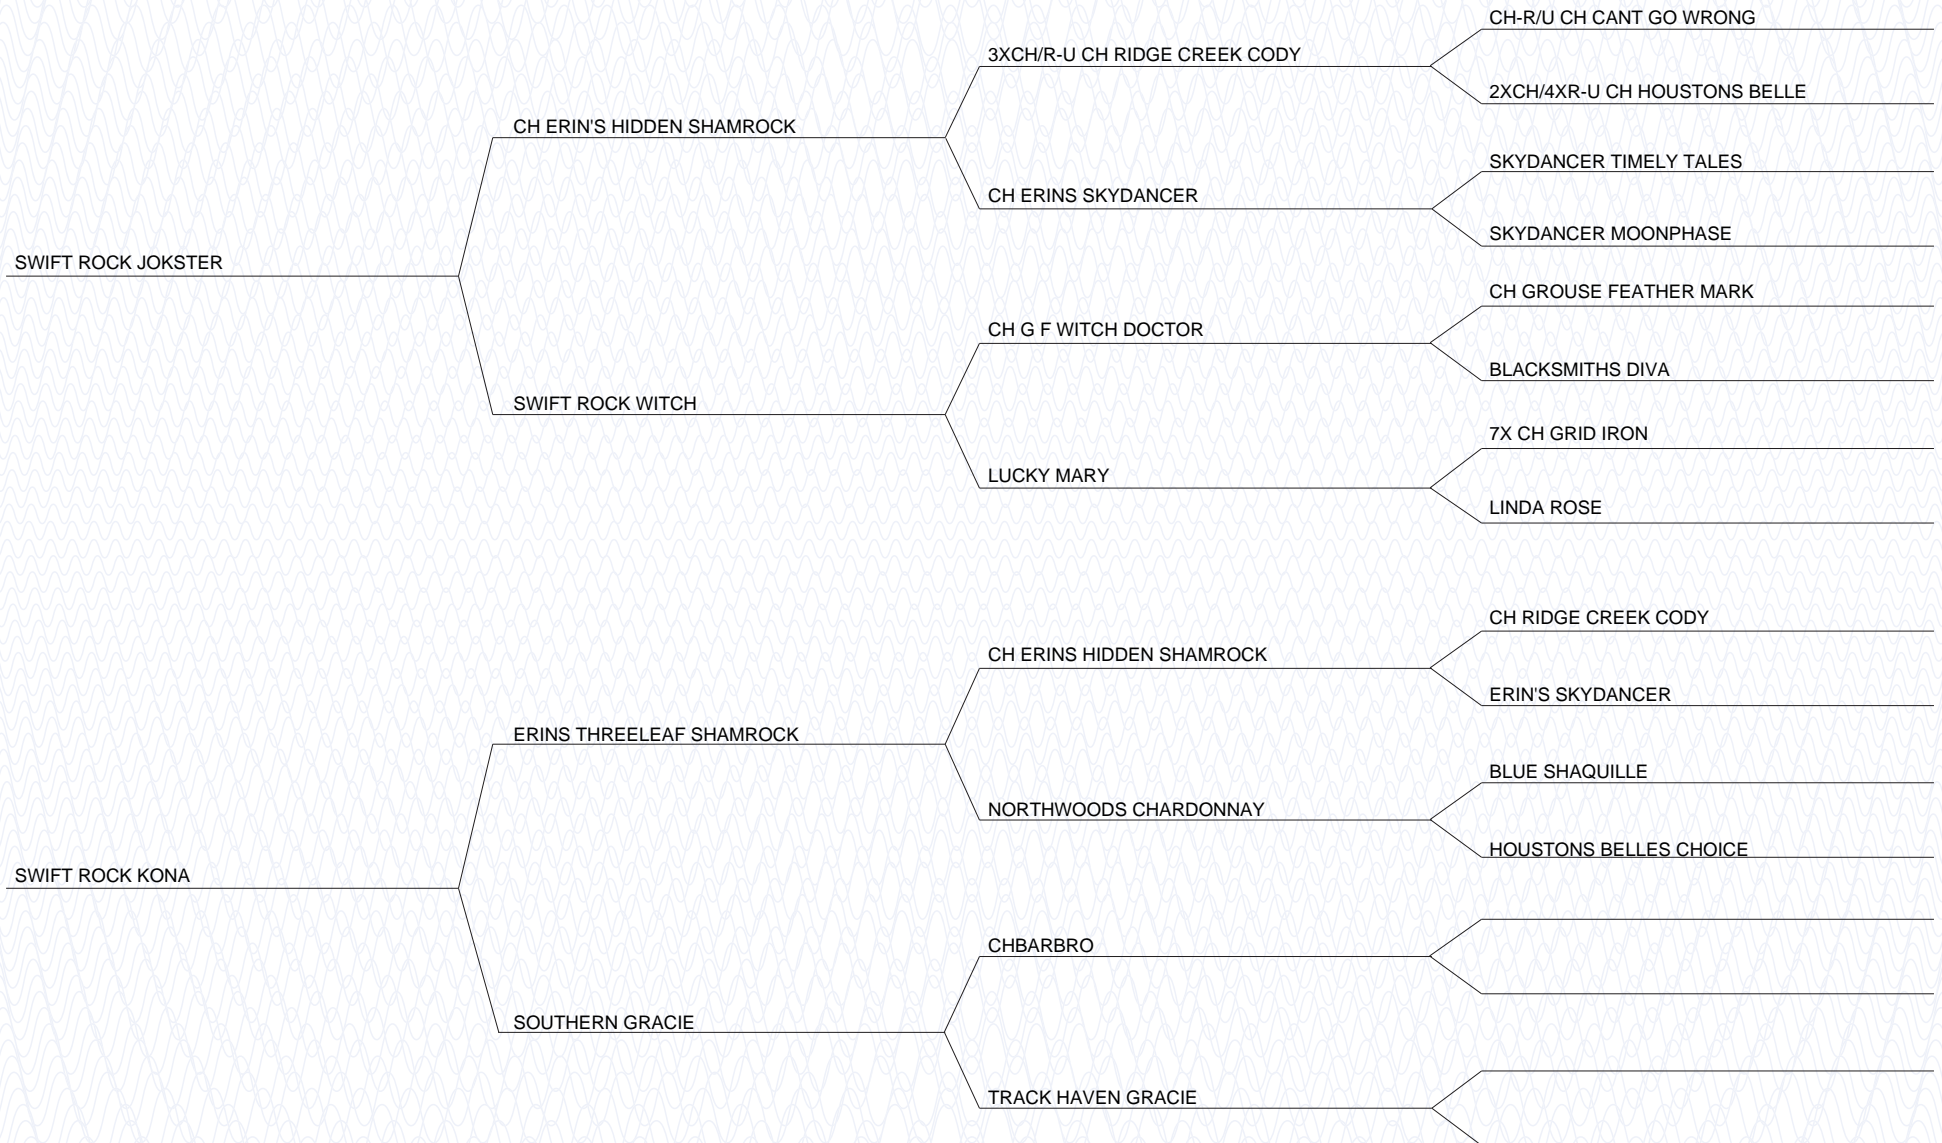 SWIFT ROCK JOKSTER
CH ERIN'S HIDDEN SHAMROCK
3XCH/R-U CH RIDGE CREEK CODY
CH-R/U CH CANT GO WRONG
2XCH/4XR-U CH HOUSTONS BELLE
CH ERINS SKYDANCER
SKYDANCER TIMELY TALES
SKYDANCER MOONPHASE
SWIFT ROCK WITCH
CH G F WITCH DOCTOR
CH GROUSE FEATHER MARK
BLACKSMITHS DIVA
LUCKY MARY
7X CH GRID IRON
LINDA ROSE
SWIFT ROCK KONA
ERINS THREELEAF SHAMROCK
CH ERINS HIDDEN SHAMROCK
CH RIDGE CREEK CODY
ERIN'S SKYDANCER
NORTHWOODS CHARDONNAY
BLUE SHAQUILLE
HOUSTONS BELLES CHOICE
SOUTHERN GRACIE
CHBARBRO
TRACK HAVEN GRACIE